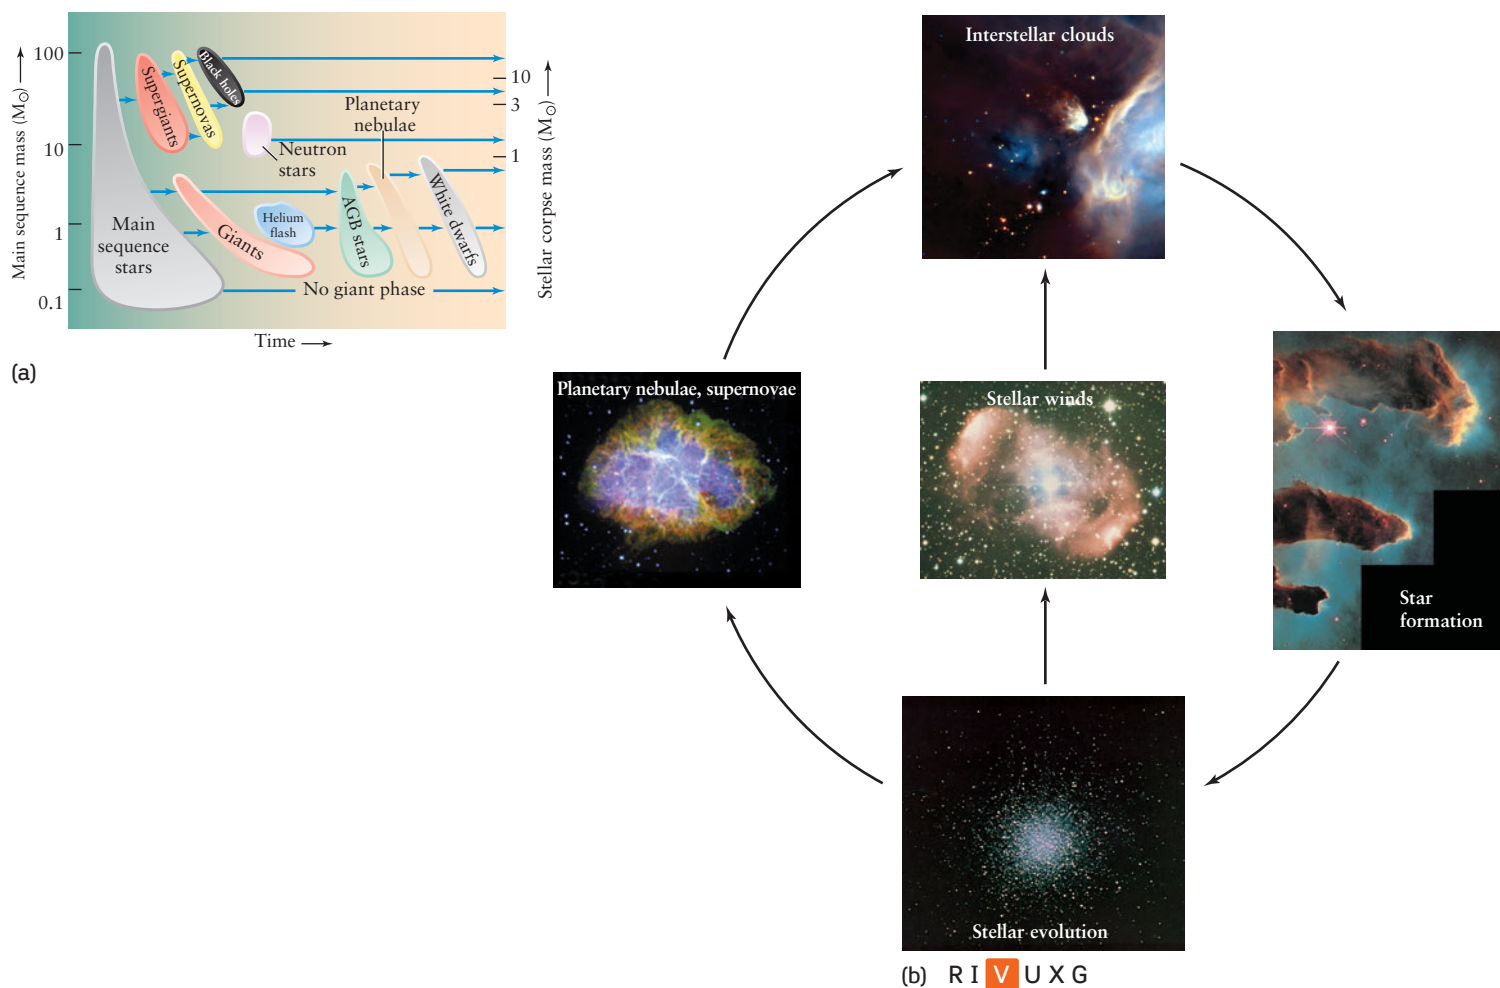 Main sequence mass (M☉)
100
10
1
0.1
Supergiants
Supernovas
Black holes
Planetary
nebulae
Neutron
stars
Main
sequence
stars
Giants
Helium
flash
AGB stars
White dwarfs
No giant phase
10
3
1
Stellar corpse mass (M☉)
Time
(a)
Interstellar clouds
Planetary nebulae, supernovae
Stellar winds
Star
formation
Stellar evolution
(b) R I V U X G